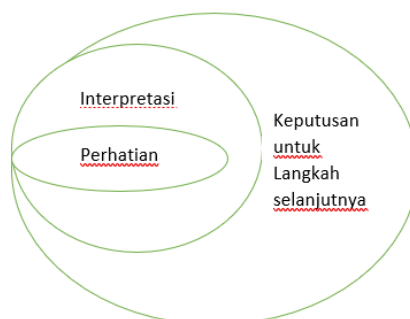 Interpretasi
Perhatian
Keputusan
untuk
Langkah
selanjutnya